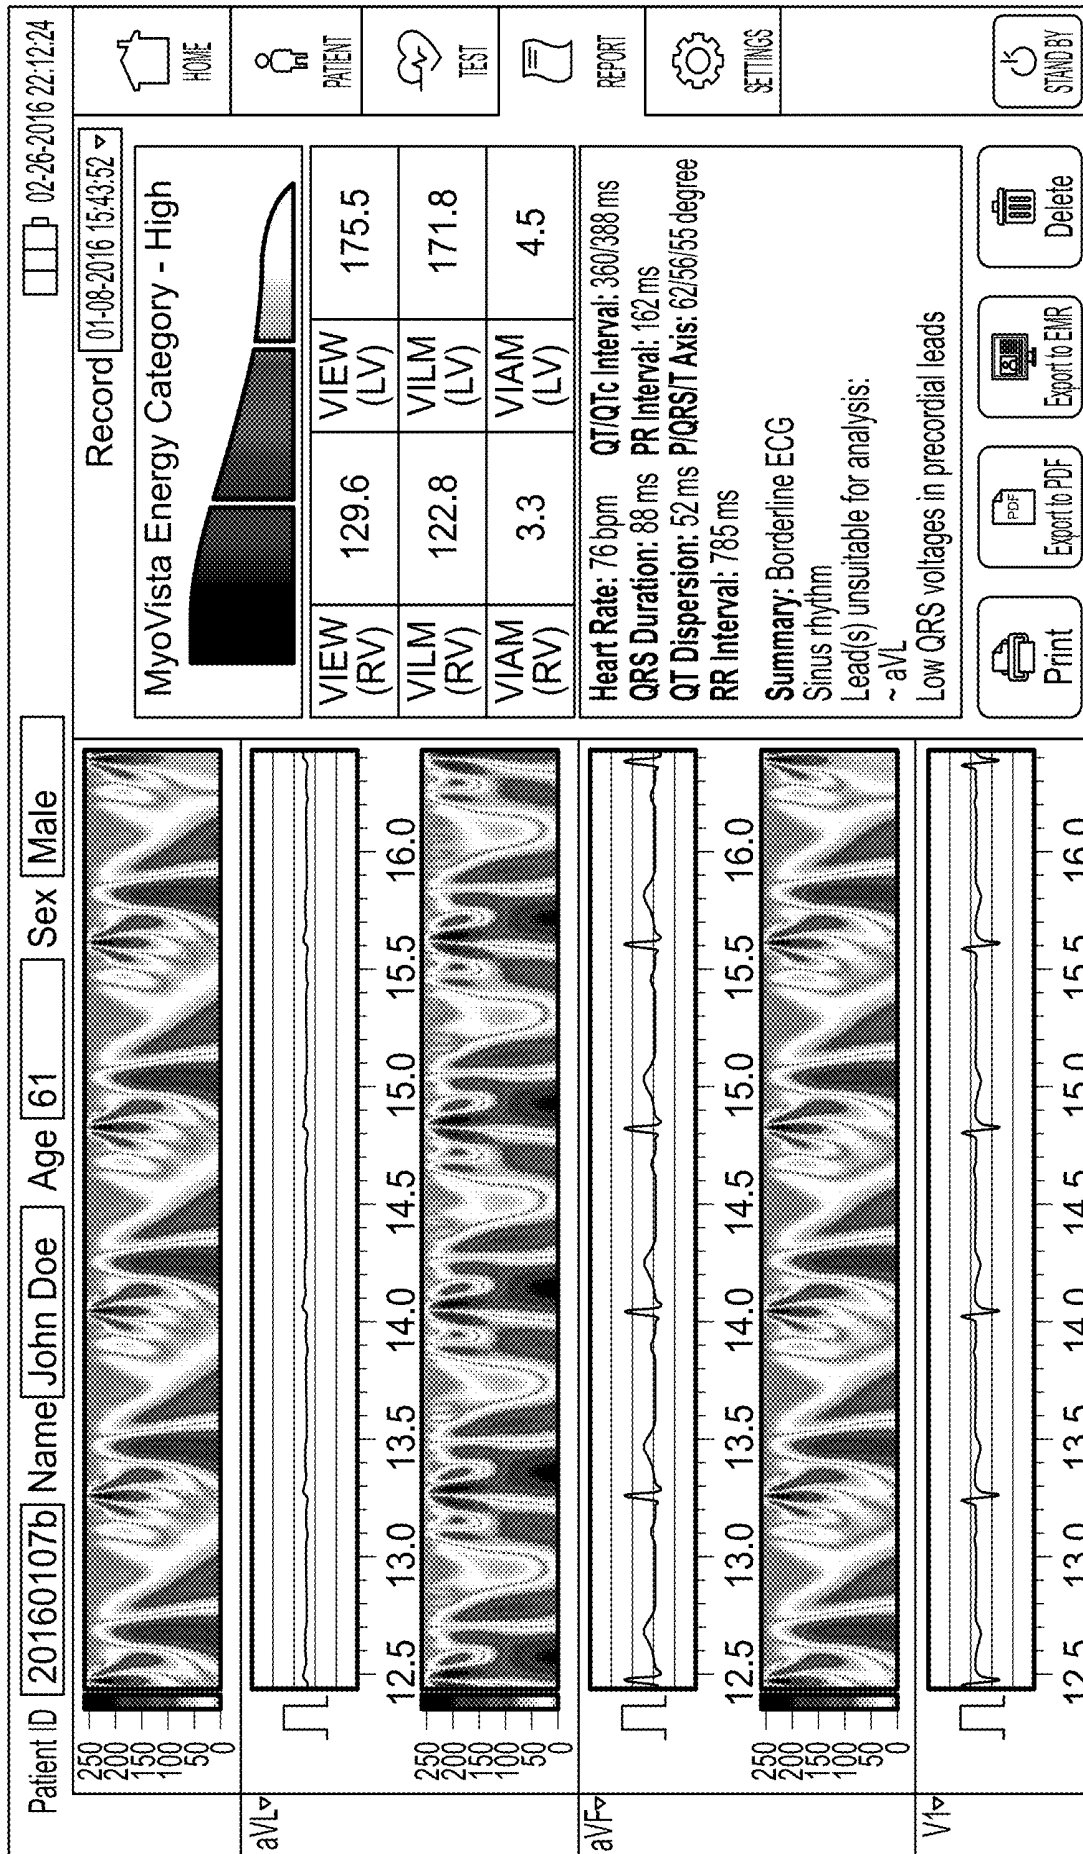 Patient ID 20160107b Name John Doe Age 61 Sex Male 02-26-2016 22:12:24
250
200
150
100
50
0
aVL
12.5 13.0 13.5 14.0 14.5 15.0 15.5 16.0
250
200
150
100
50
0
aVF
12.5 13.0 13.5 14.0 14.5 15.0 15.5 16.0
250
200
150
100
50
0
V1
12.5 13.0 13.5 14.0 14.5 15.0 15.5 16.0
Record 01-08-2016 15:43:52
MyoVista Energy Category - High
VIEW (RV) 129.6 VIEW (LV) 175.5
VILM (RV) 122.8 VILM (LV) 171.8
VIAM (RV) 3.3 VIAM (LV) 4.5
Heart Rate: 76 bpm QT/QTc Interval: 360/388 ms
QRS Duration: 88 ms PR Interval: 162 ms
QT Dispersion: 52 ms P/QRS/T Axis: 62/56/55 degree
RR Interval: 785 ms
Summary: Borderline ECG
Sinus rhythm
Lead(s) unsuitable for analysis:
~ aVL
Low QRS voltages in precordial leads
Print
PDF
Export to PDF
Export to EMR
Delete
HOME
PATIENT
TEST
REPORT
SETTINGS
STAND BY